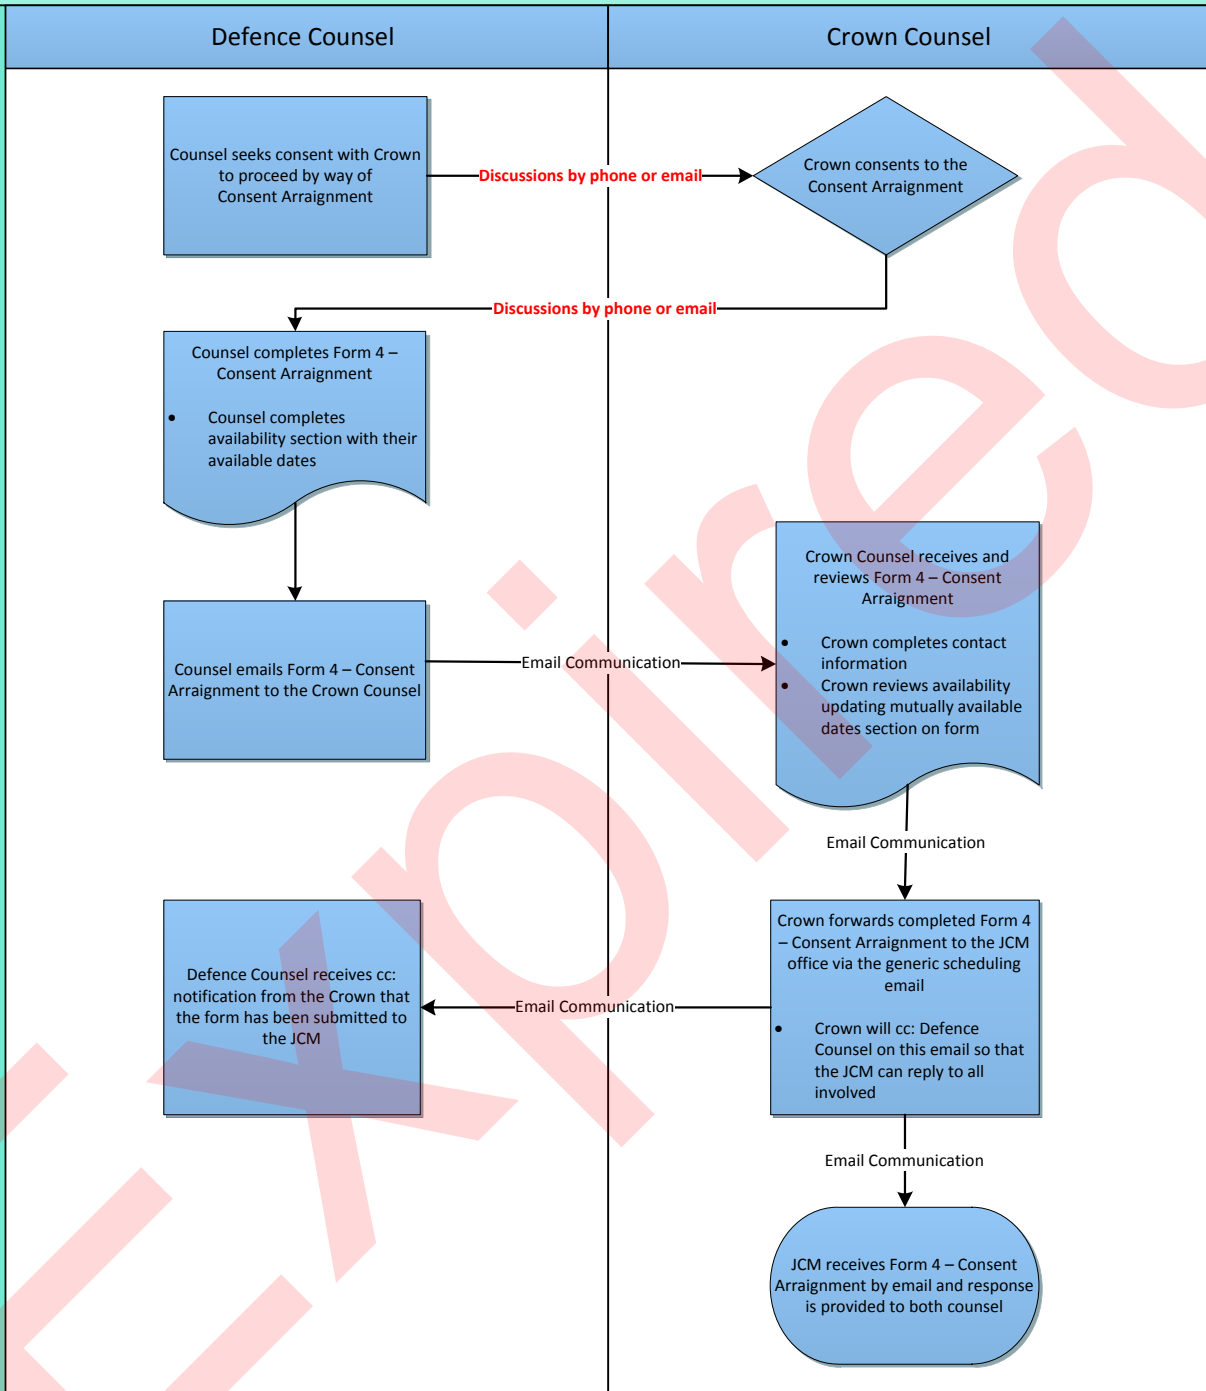 Defence Counsel
Crown Counsel
Counsel seeks consent with Crown
to proceed by way of
Consent Arraignment
Discussions by phone or email
Crown consents to the
Consent Arraignment
Discussions by phone or email
Counsel completes Form 4 –
Consent Arraignment
• Counsel completes
availability section with their
available dates
Crown Counsel receives and
reviews Form 4 – Consent
Arraignment
• Crown completes contact
information
• Crown reviews availability
updating mutually available
dates section on form
Counsel emails Form 4 – Consent
Arraignment to the Crown Counsel
Email Communication
Email Communication
Crown forwards completed Form 4
– Consent Arraignment to the JCM
office via the generic scheduling
email
• Crown will cc: Defence
Counsel on this email so that
the JCM can reply to all
involved
Defence Counsel receives cc:
notification from the Crown that
the form has been submitted to
the JCM
Email Communication
Email Communication
JCM receives Form 4 – Consent
Arraignment by email and response
is provided to both counsel
Expired